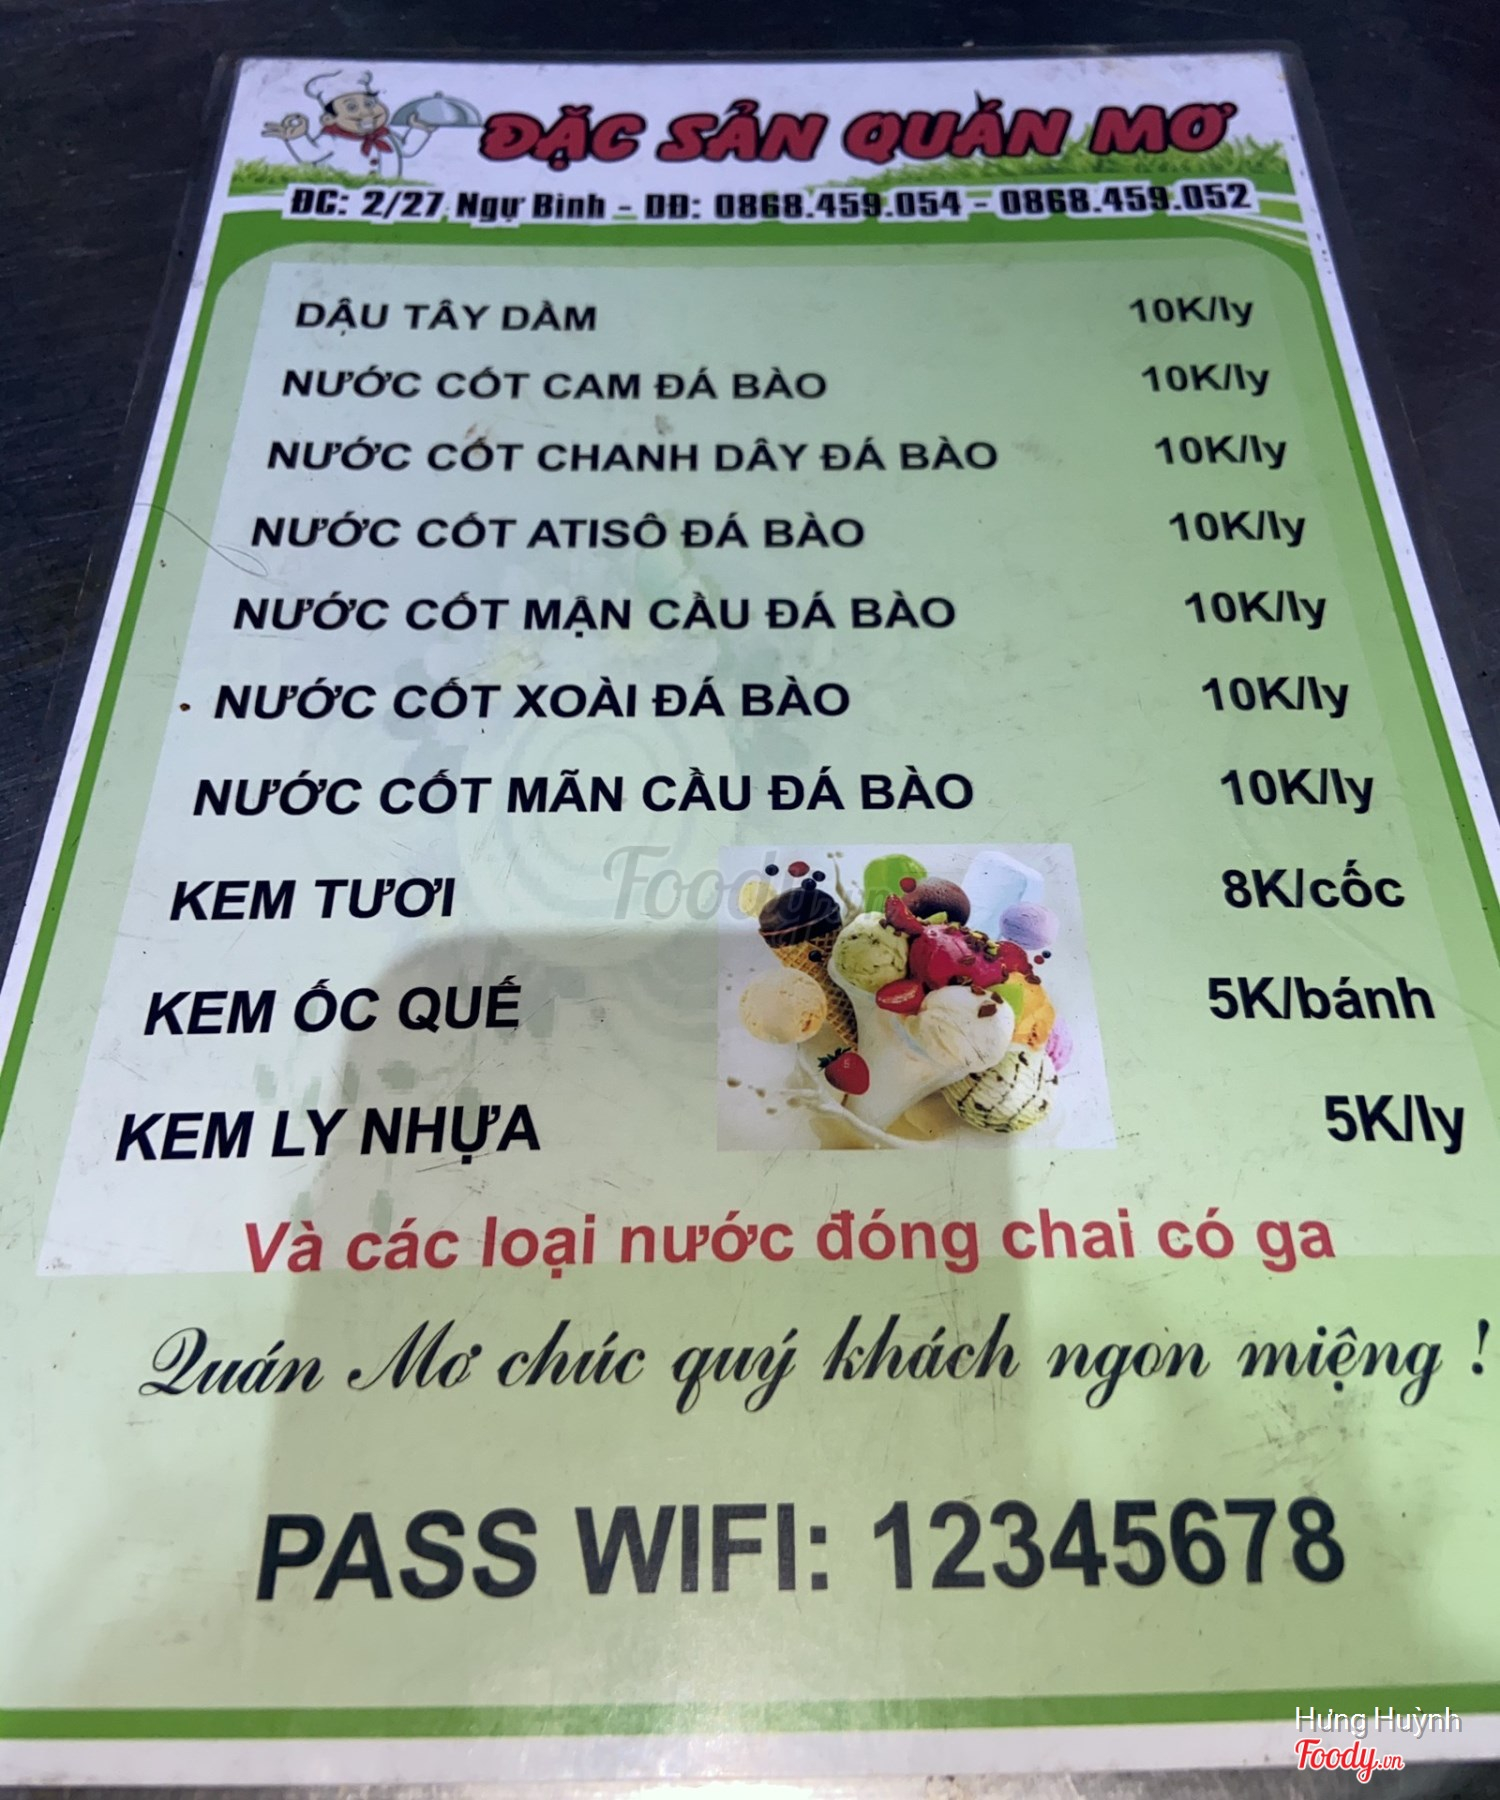 ĐẶC SẢN QUÁN MƠ
ĐC: 2/27 Ngự Bình - DĐ: 0868.459.054 - 0868.459.052
DẬU TÂY DÀM 10K/ly
NƯỚC CỐT CAM ĐÁ BÀO 10K/ly
NƯỚC CỐT CHANH DÂY ĐÁ BÀO 10K/ly
NƯỚC CỐT ATISÔ ĐÁ BÀO 10K/ly
NƯỚC CỐT MẬN CẦU ĐÁ BÀO 10K/ly
NƯỚC CỐT XOÀI ĐÁ BÀO 10K/ly
NƯỚC CỐT MÃN CẦU ĐÁ BÀO 10K/ly
KEM TƯƠI 8K/cốc
KEM ỐC QUẾ 5K/bánh
KEM LY NHỰA 5K/ly
Và các loại nước đóng chai có ga
Quán Mơ chúc quý khách ngon miệng !
PASS WIFI: 12345678
Foody.vn
Hưng Huỳnh
Foody.vn